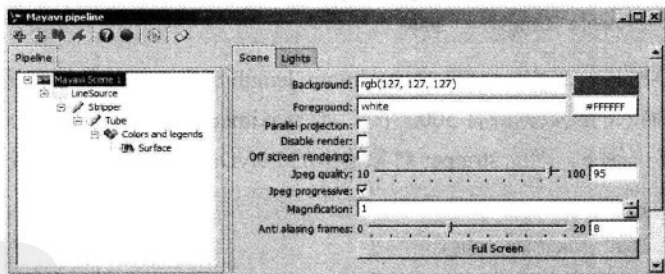 Mayavi pipeline
Pipeline
Mayavi Scene 1
LineSource
Stripper
Tube
Colors and legends
Surface
Scene Lights
Background: rgb(127, 127, 127)
Foreground: white #FFFFFF
Parallel projection:
Disable render:
Off screen rendering:
Jpeg quality: 10 100 95
Jpeg progressive:
Magnification: 1
Anti aliasing frames: 0 20 8
Full Screen